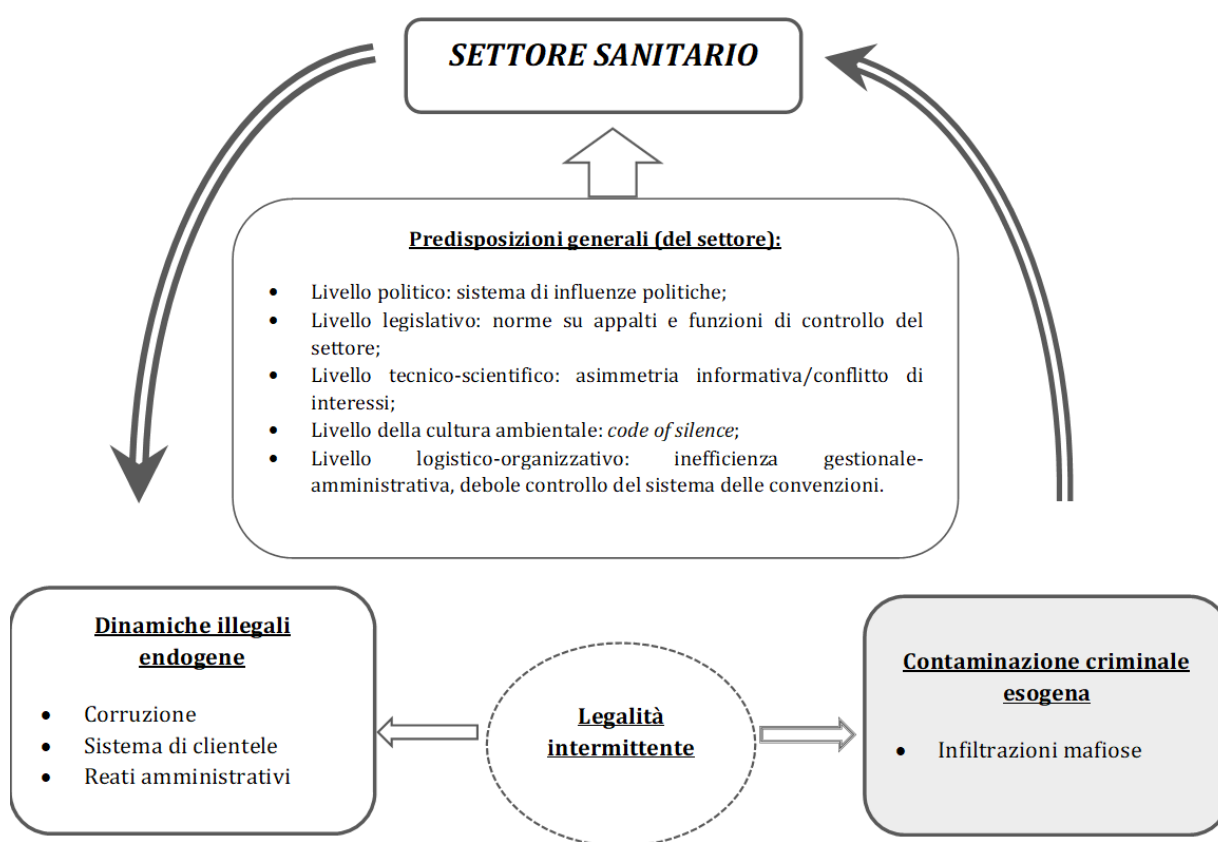 SETTORE SANITARIO
Predisposizioni generali (del settore):
• Livello politico: sistema di influenze politiche;
• Livello legislativo: norme su appalti e funzioni di controllo del
settore;
• Livello tecnico-scientifico: asimmetria informativa/conflitto di
interessi;
• Livello della cultura ambientale: code of silence;
• Livello logistico-organizzativo: inefficienza gestionale-
amministrativa, debole controllo del sistema delle convenzioni.
Dinamiche illegali
endogene
• Corruzione
• Sistema di clientele
• Reati amministrativi
Legalità
intermittente
Contaminazione criminale
esogena
• Infiltrazioni mafiose